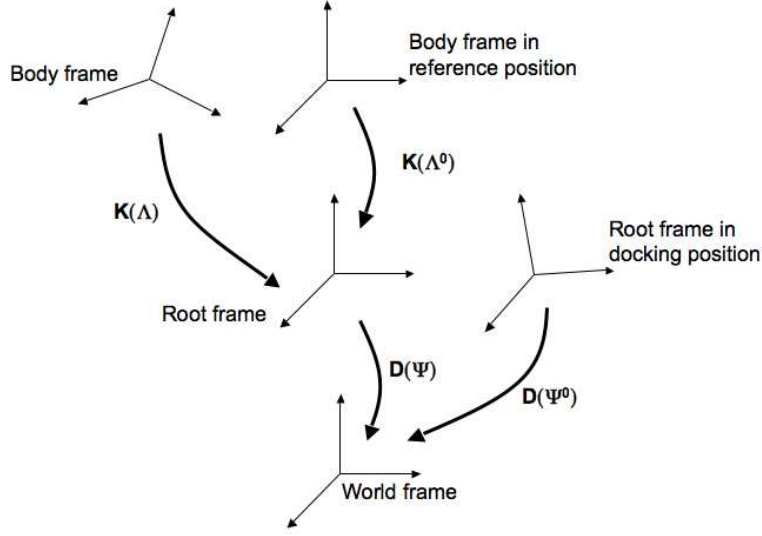 Body frame
Body frame in
reference position
K(Λ⁰)
K(Λ)
Root frame in
docking position
Root frame
D(Ψ)
D(Ψ⁰)
World frame